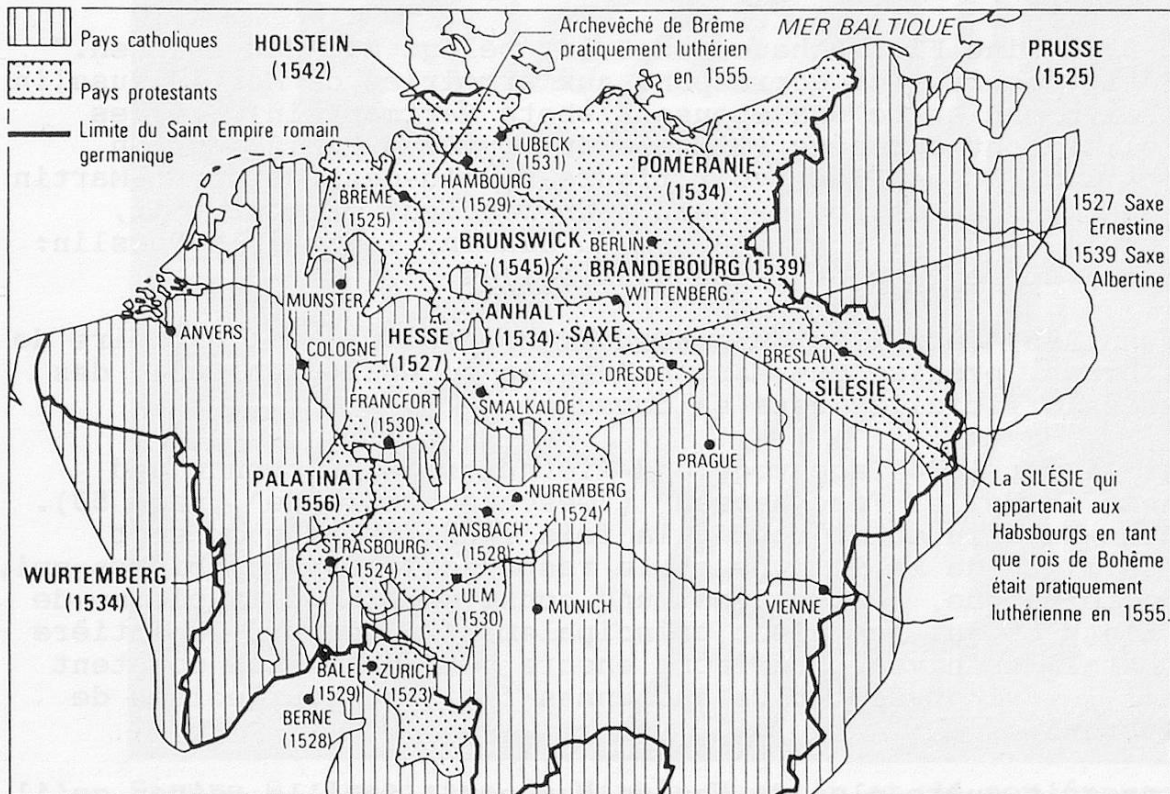 Pays catholiques
Pays protestants
Limite du Saint Empire romain
germanique
HOLSTEIN
(1542)
Archevêché de Brême
pratiquement luthérien
en 1555.
MER BALTIQUE
PRUSSE
(1525)
LUBECK
(1531)
HAMBOURG
(1529)
POMERANIE
(1534)
BRÈME
(1525)
BRUNSWICK
(1545)
BERLIN
BRANDEBOURG (1539)
1527 Saxe
Ernestine
1539 Saxe
Albertine
MUNSTER
WITTENBERG
ANHALT
(1534)
SAXE
ANVERS
HESSE
(1527)
COLOGNE
DRESDE
BRESLAU
SILÉSIE
FRANCFORT
(1530)
SMALKALDE
PRAGUE
PALATINAT
(1556)
NUREMBERG
(1524)
ANSBACH
(1528)
La SILÉSIE qui
appartenait aux
Habsbourgs en tant
que rois de Bohême
était pratiquement
luthérienne en 1555.
STRASBOURG
(1524)
WURTEMBERG
(1534)
ULM
(1530)
MUNICH
VIENNE
BÂLE
(1529)
ZURICH
(1523)
BERNE
(1528)